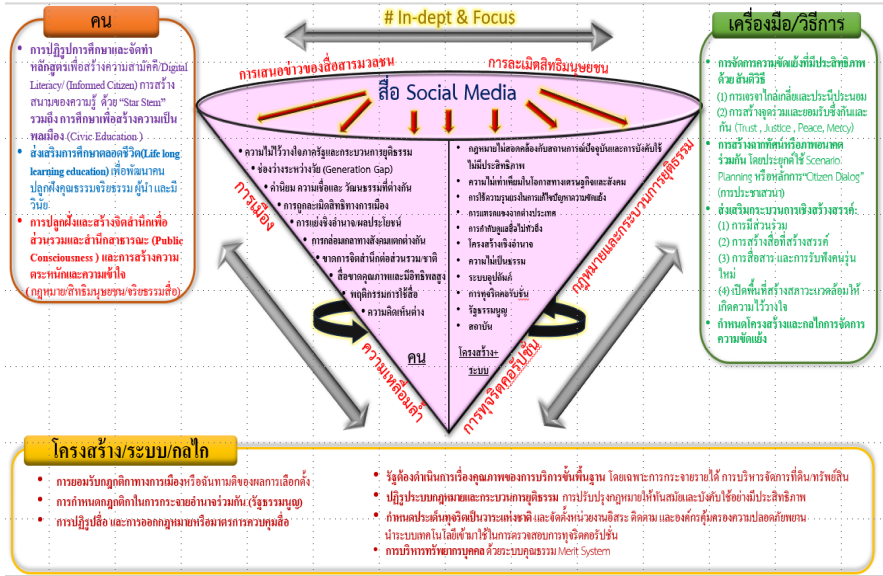 # In-dept & Focus
คน
• การปฏิรูปการศึกษาและจัดทำ
หลักสูตรเพื่อสร้างความสามัคคี/Digital
Literacy/ (Informed Citizen) การสร้าง
สนามของความรู้ ด้วย “Star Stem”
รวมถึง การศึกษาเพื่อสร้างความเป็น
พลเมือง (Civic Education )
• ส่งเสริมการศึกษาตลอดชีวิต(Life long
learning education) เพื่อพัฒนาคน
ปลูกฝังคุณธรรมจริยธรรม ผู้นำ และมี
วินัย
• การปลูกฝังและสร้างจิตสำนึกเพื่อ
ส่วนรวมและสำนึกสาธารณะ (Public
Consciousness ) และการสร้างความ
ตระหนักและความเข้าใจ
( กฎหมาย/สิทธิมนุษยชน/จริยธรรมสื่อ)
การเสนอข่าวของสื่อสารมวลชน
การละเมิดสิทธิมนุษยชน
สื่อ Social Media
• ความไม่ไว้วางใจภาครัฐและกระบวนการยุติธรรม
• ช่องว่างระหว่างวัย (Generation Gap)
• ค่านิยม ความเชื่อ และ วัฒนธรรมที่ต่างกัน
• การถูกละเมิดสิทธิทางการเมือง
• การแย่งชิงอำนาจ/ผลประโยชน์
• การกล่อมเกลาทางสังคมแตกต่างกัน
• ขาดการจิตสำนึกต่อส่วนรวม/ชาติ
• สื่อขาดคุณภาพและมีอิทธิพลสูง
• พฤติกรรมการใช้สื่อ
• ความคิดเห็นต่าง
คน
• กฎหมายไม่สอดคล้องกับสถานการณ์ปัจจุบันและการบังคับใช้
ไม่มีประสิทธิภาพ
• ความไม่เท่าเทียมในโอกาสทางเศรษฐกิจและสังคม
• การใช้ความรุนแรงในการแก้ไขปัญหาความขัดแย้ง
• การแทรกแซงจากต่างประเทศ
• การกำกับดูแลสื่อไม่ทั่วถึง
• โครงสร้างเชิงอำนาจ
• ความไม่เป็นธรรม
• ระบบอุปถัมภ์
• การทุจริตคอรัปชั่น
• รัฐธรรมนูญ
• สถาบัน
โครงสร้าง+
ระบบ
การเมือง
ความเหลื่อมล้ำ
กฎหมายและกระบวนการยุติธรรม
การทุจริตคอรัปชั่น
เครื่องมือ/วิธีการ
• การจัดการความขัดแย้งที่มีประสิทธิภาพ
ด้วย สันติวิธี
(1) การเจรจาไกล่เกลี่ยและประนีประนอม
(2) การสร้างจุดร่วมและยอมรับซึ่งกันและ
กัน (Trust , Justice , Peace, Mercy)
• การสร้างฉากทัศน์หรือภาพอนาคต
ร่วมกัน โดยประยุกต์ใช้ Scenario
Planning หรือหลักการ“Citizen Dialog”
(การประชาเสวนา)
• ส่งเสริมกระบวนการเชิงสร้างสรรค์:
(1) การมีส่วนร่วม
(2) การสร้างสื่อที่สร้างสรรค์
(3) การสื่อสาร และการรับฟังคนรุ่น
ใหม่
(4) เปิดพื้นที่สร้างสภาวะแวดล้อมให้
เกิดความไว้วางใจ
• กำหนดโครงสร้างและกลไกการจัดการ
ความขัดแย้ง
โครงสร้าง/ระบบ/กลไก
• การยอมรับกฎกติกาทางการเมืองหรือฉันทามติของผลการเลือกตั้ง
• การกำหนดกฎกติกาในการกระจายอำนาจร่วมกัน (รัฐธรรมนูญ)
• การปฏิรูปสื่อ และการออกกฎหมายหรือมาตรการควบคุมสื่อ
• รัฐต้องดำเนินการเรื่องคุณภาพของการบริการขั้นพื้นฐาน โดยเฉพาะการกระจายรายได้ การบริหารจัดการที่ดิน/ทรัพย์สิน
• ปฏิรูประบบกฎหมายและกระบวนการยุติธรรม การปรับปรุงกฎหมายให้ทันสมัยและบังคับใช้อย่างมีประสิทธิภาพ
• กำหนดประเด็นทุจริตเป็นวาระแห่งชาติ และจัดตั้งหน่วยงานอิสระ ติดตาม และองค์กรคุ้มครองความปลอดภัยพยาน
นำระบบเทคโนโลยีเข้ามาใช้ในการตรวจสอบการทุจริตคอรัปชั่น
• การบริหารทรัพยากรบุคคล ด้วยระบบคุณธรรม Merit System